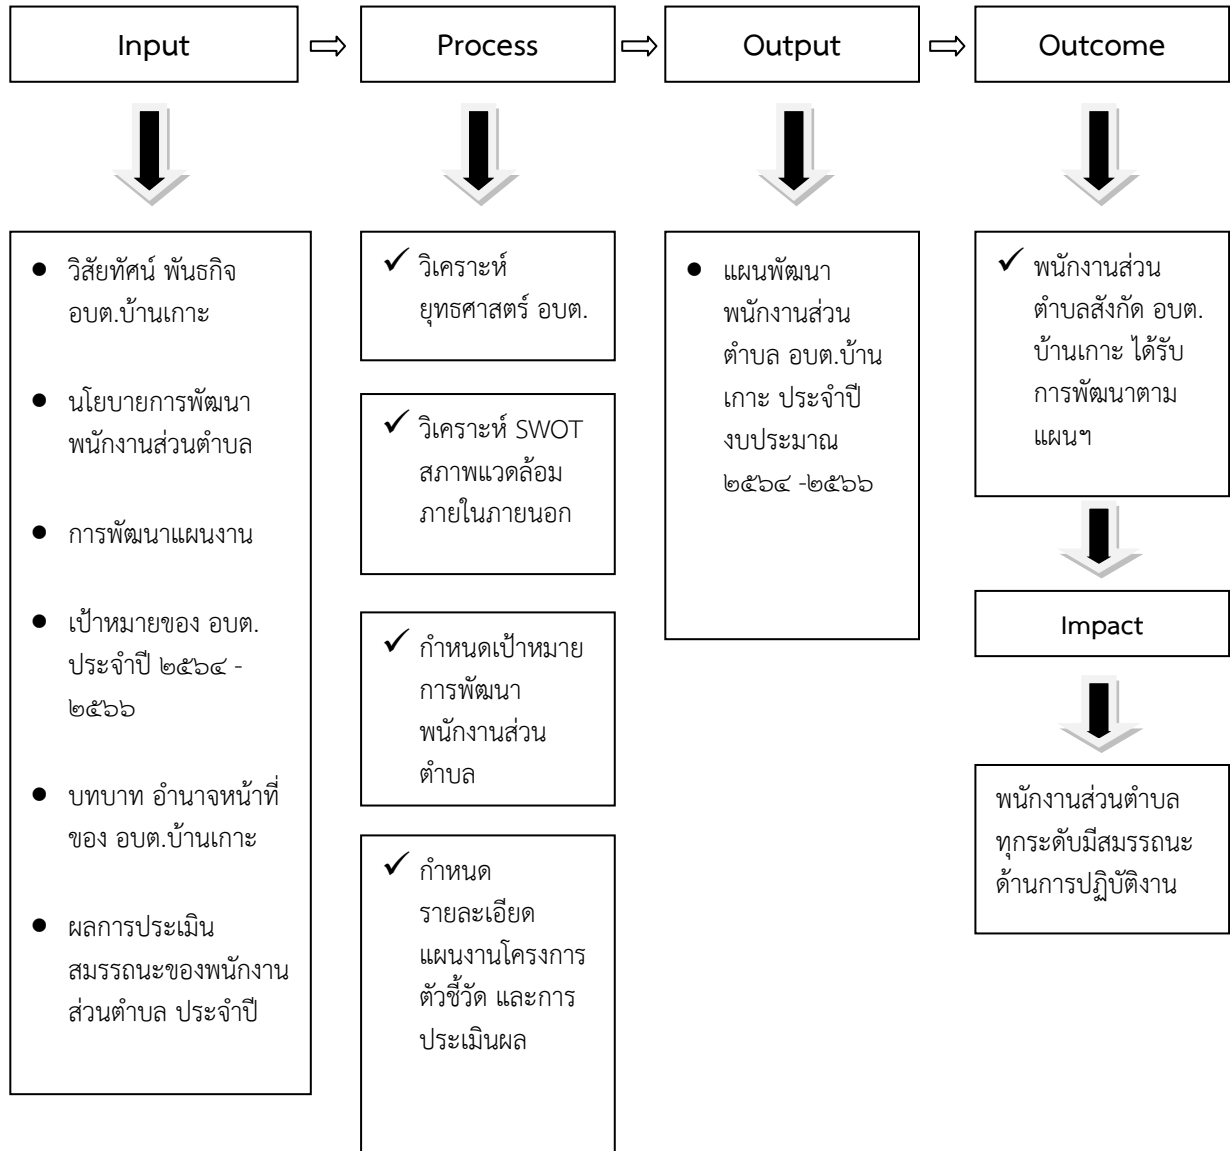 Input
Process
Output
Outcome
● วิสัยทัศน์ พันธกิจ
อบต.บ้านเกาะ
● นโยบายการพัฒนา
พนักงานส่วนตำบล
● การพัฒนาแผนงาน
● เป้าหมายของ อบต.
ประจำปี ๒๕๖๔ -
๒๕๖๖
● บทบาท อำนาจหน้าที่
ของ อบต.บ้านเกาะ
● ผลการประเมิน
สมรรถนะของพนักงาน
ส่วนตำบล ประจำปี
✓ วิเคราะห์
ยุทธศาสตร์ อบต.
✓ วิเคราะห์ SWOT
สภาพแวดล้อม
ภายในภายนอก
✓ กำหนดเป้าหมาย
การพัฒนา
พนักงานส่วน
ตำบล
✓ กำหนด
รายละเอียด
แผนงานโครงการ
ตัวชี้วัด และการ
ประเมินผล
● แผนพัฒนา
พนักงานส่วน
ตำบล อบต.บ้าน
เกาะ ประจำปี
งบประมาณ
๒๕๖๔ -๒๕๖๖
✓ พนักงานส่วน
ตำบลสังกัด อบต.
บ้านเกาะ ได้รับ
การพัฒนาตาม
แผนฯ
Impact
พนักงานส่วนตำบล
ทุกระดับมีสมรรถนะ
ด้านการปฏิบัติงาน